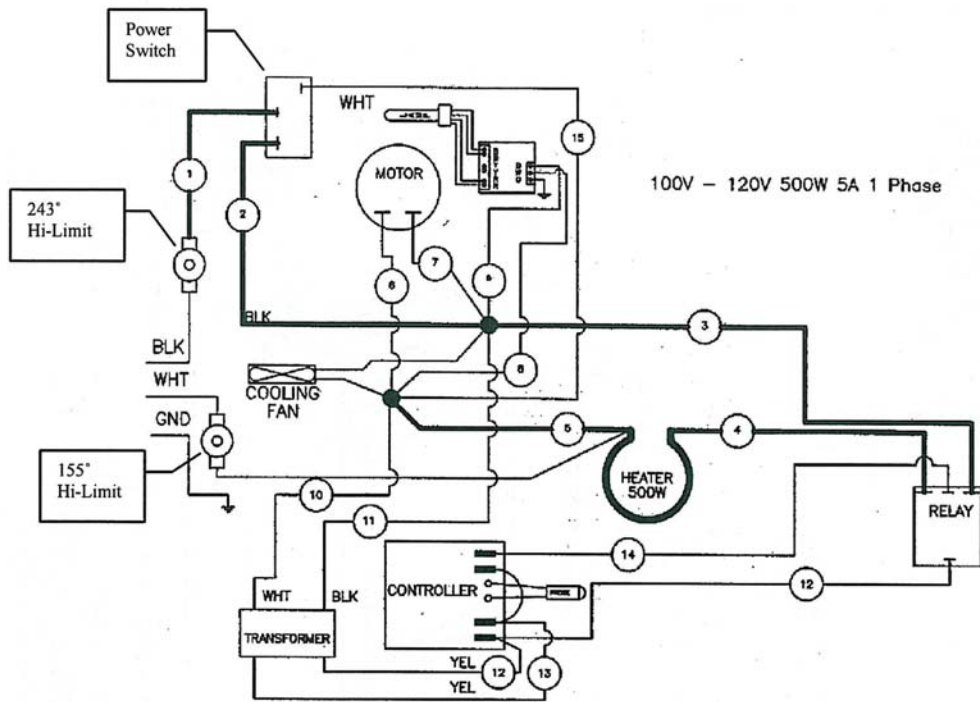 Power
Switch
WHT
15
MOTOR
100V - 120V 500W 5A 1 Phase
1
243°
Hi-Limit
2
7
6
BLK
3
BLK
8
WHT
COOLING
FAN
GND
5
4
155°
Hi-Limit
HEATER
500W
10
RELAY
11
14
CONTROLLER
12
WHT
BLK
TRANSFORMER
YEL
12
13
YEL